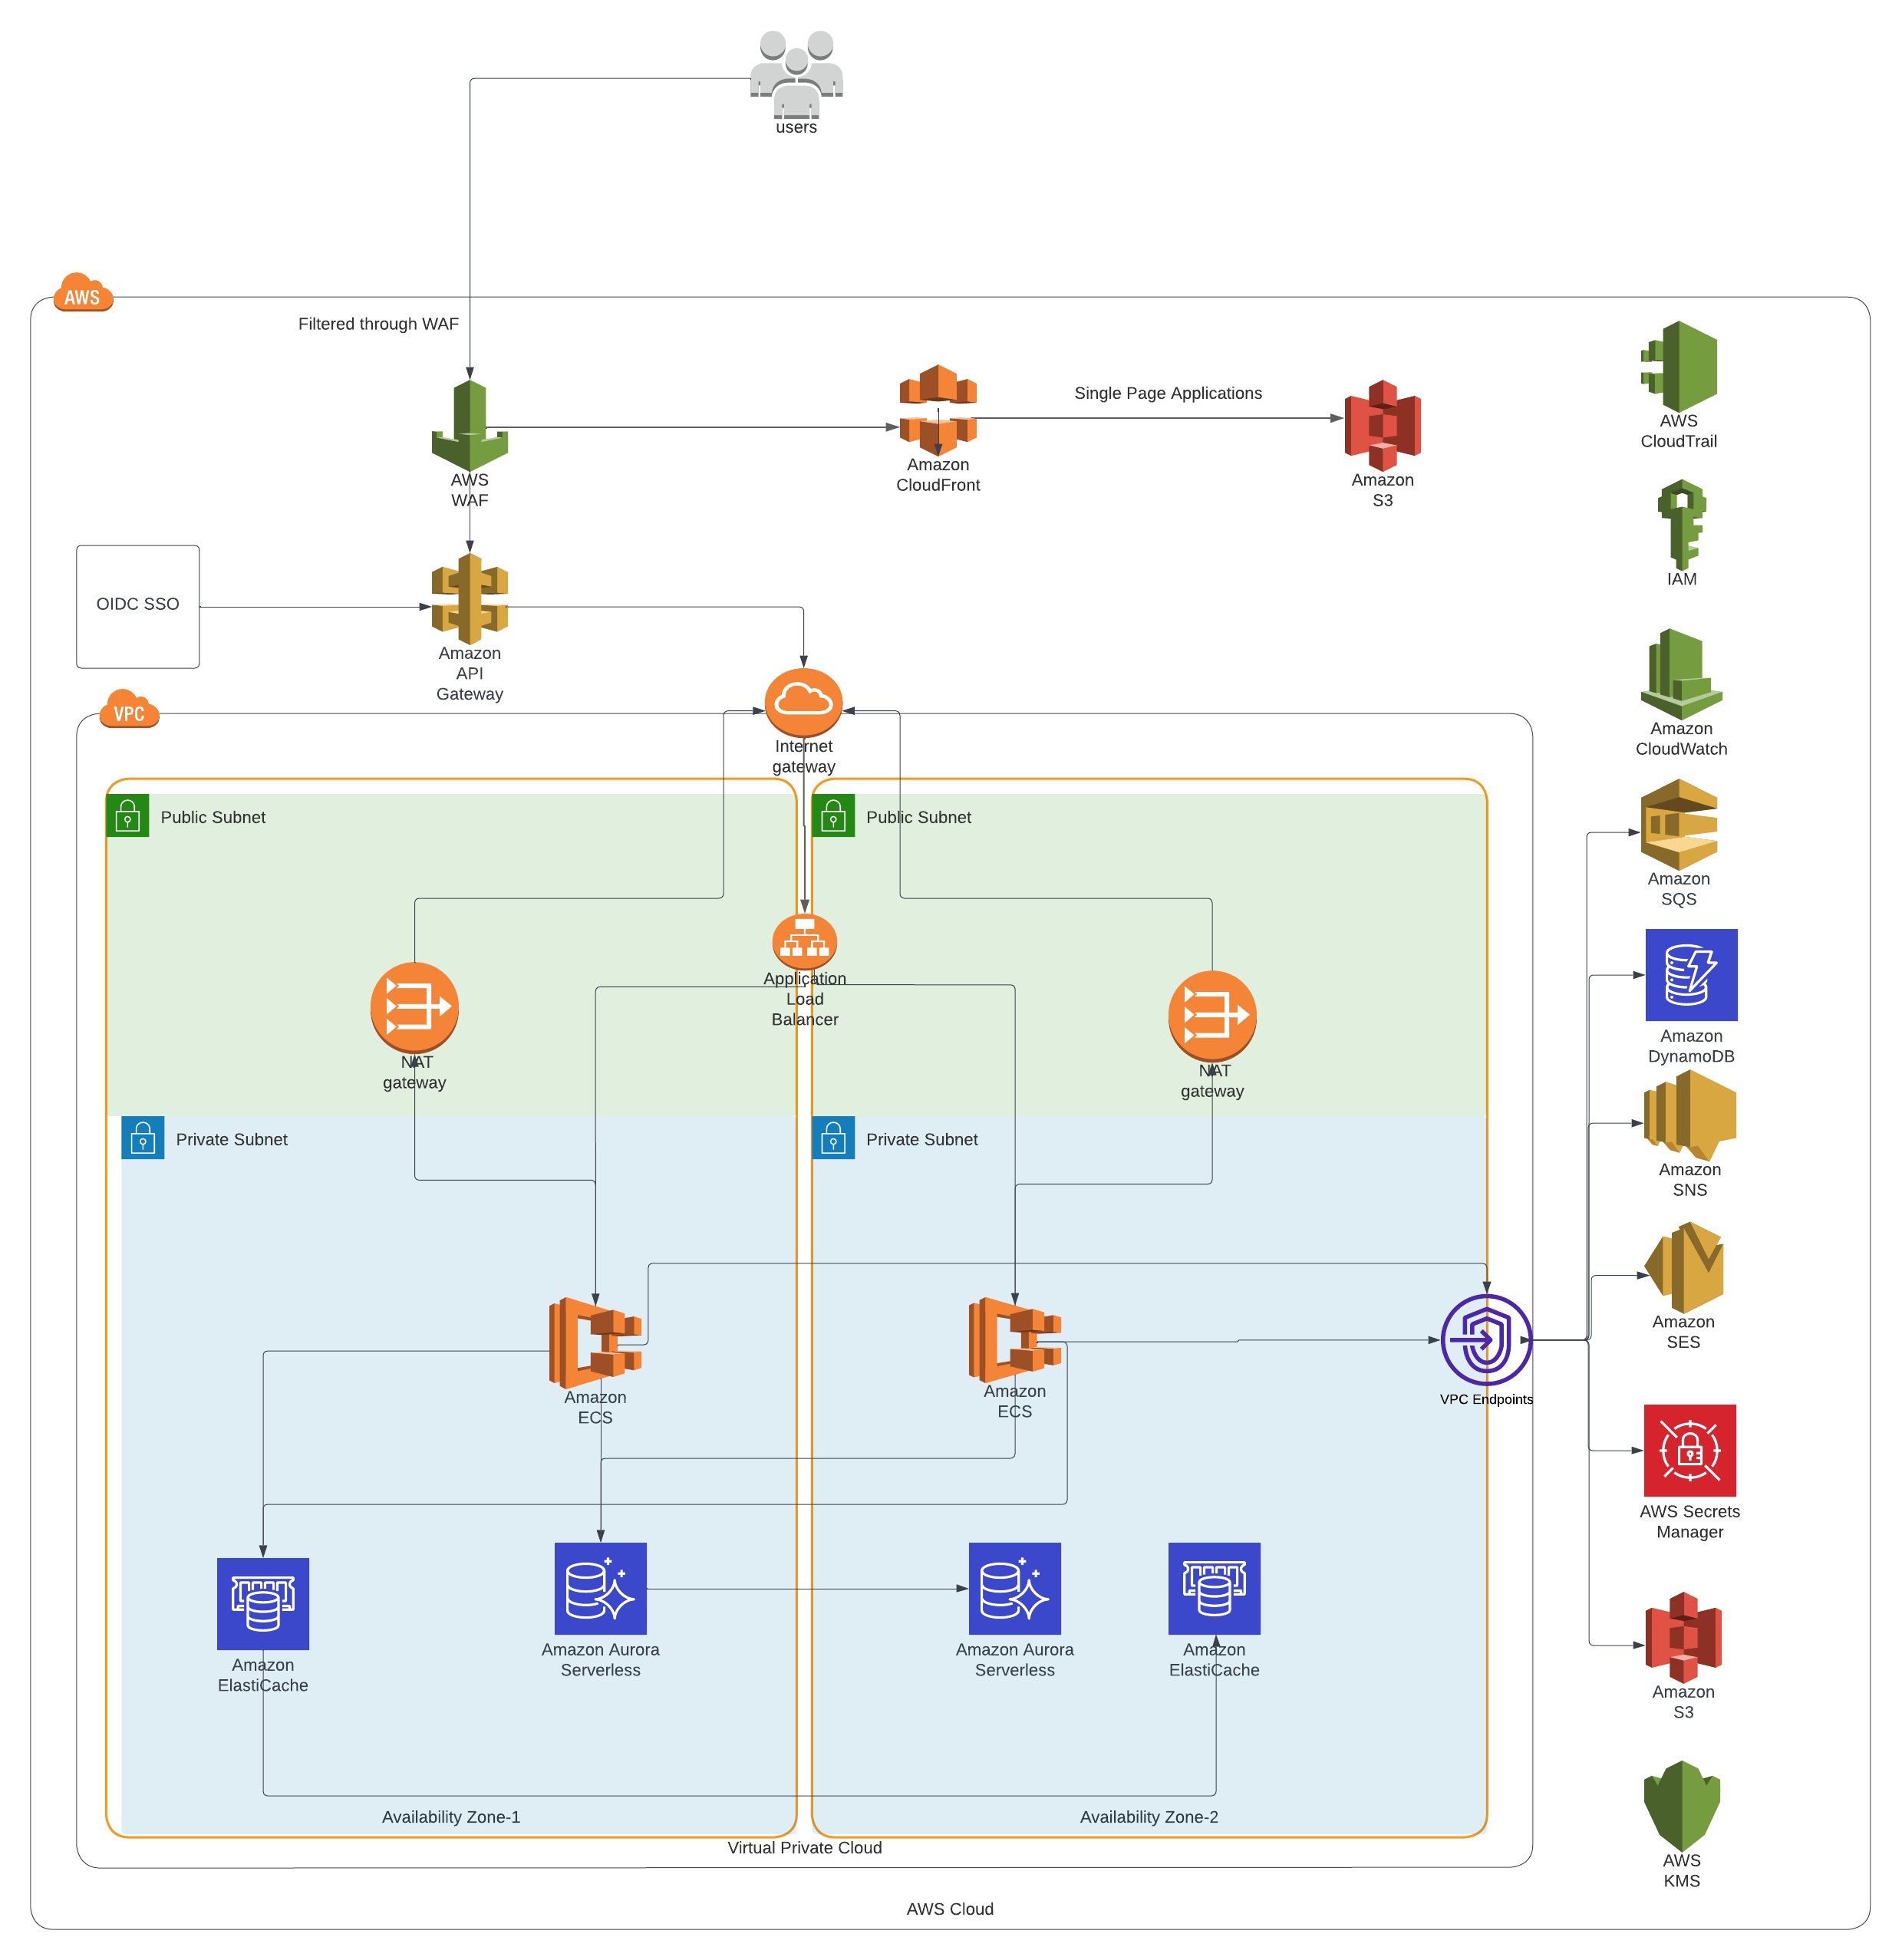 users
AWS
Filtered through WAF
Single Page Applications
AWS
CloudTrail
Amazon
CloudFront
AWS
WAF
Amazon
S3
IAM
OIDC SSO
Amazon
API
Gateway
VPC
Amazon
CloudWatch
Internet
gateway
Public Subnet
Public Subnet
Amazon
SQS
Application
Load
Balancer
Amazon
DynamoDB
NAT
gateway
NAT
gateway
Private Subnet
Private Subnet
Amazon
SNS
Amazon
SES
Amazon
ECS
Amazon
ECS
VPC Endpoints
AWS Secrets
Manager
Amazon
ElastiCache
Amazon Aurora
Serverless
Amazon Aurora
Serverless
Amazon
ElastiCache
Amazon
S3
Availability Zone-1
Availability Zone-2
Virtual Private Cloud
AWS
KMS
AWS Cloud